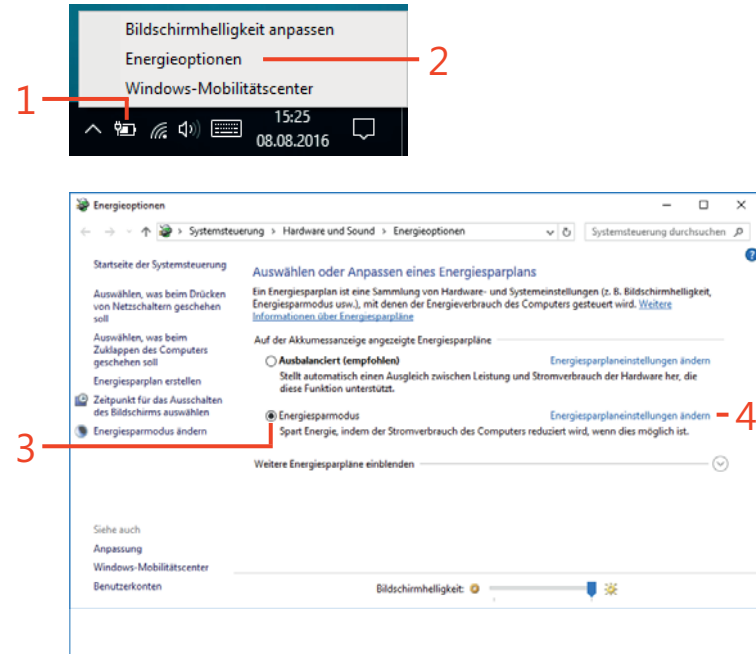 Bildschirmhelligkeit anpassen
Energieoptionen
2
Windows-Mobilitätscenter
1
15:25
08.08.2016
Energieoptionen
Systemsteuerung > Hardware und Sound > Energieoptionen
Systemsteuerung durchsuchen
?
Startseite der Systemsteuerung
Auswählen, was beim Drücken
von Netzschaltern geschehen
soll
Auswählen, was beim
Zuklappen des Computers
geschehen soll
Energiesparplan erstellen
Zeitpunkt für das Ausschalten
des Bildschirms auswählen
Energiesparmodus ändern
3
Siehe auch
Anpassung
Windows-Mobilitätscenter
Benutzerkonten
Auswählen oder Anpassen eines Energiesparplans
Ein Energiesparplan ist eine Sammlung von Hardware- und Systemeinstellungen (z. B. Bildschirmhelligkeit,
Energiesparmodus usw.), mit denen der Energieverbrauch des Computers gesteuert wird. Weitere
Informationen über Energiesparpläne
Auf der Akkumessanzeige angezeigte Energiesparpläne
Ausbalanciert (empfohlen) Energiesparplaneinstellungen ändern
Stellt automatisch einen Ausgleich zwischen Leistung und Stromverbrauch der Hardware her, die
diese Funktion unterstützt.
Energiesparmodus Energiesparplaneinstellungen ändern
4
Spart Energie, indem der Stromverbrauch des Computers reduziert wird, wenn dies möglich ist.
Weitere Energiesparpläne einblenden
Bildschirmhelligkeit: